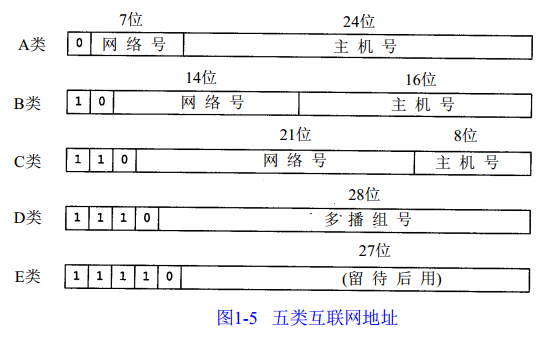 7位 24位
A类 0 网络号 主机号
14位 16位
B类 1 0 网络号 主机号
21位 8位
C类 1 1 0 网络号 主机号
28位
D类 1 1 1 0 多播组号
27位
E类 1 1 1 1 0 (留待后用)
图1-5 五类互联网地址